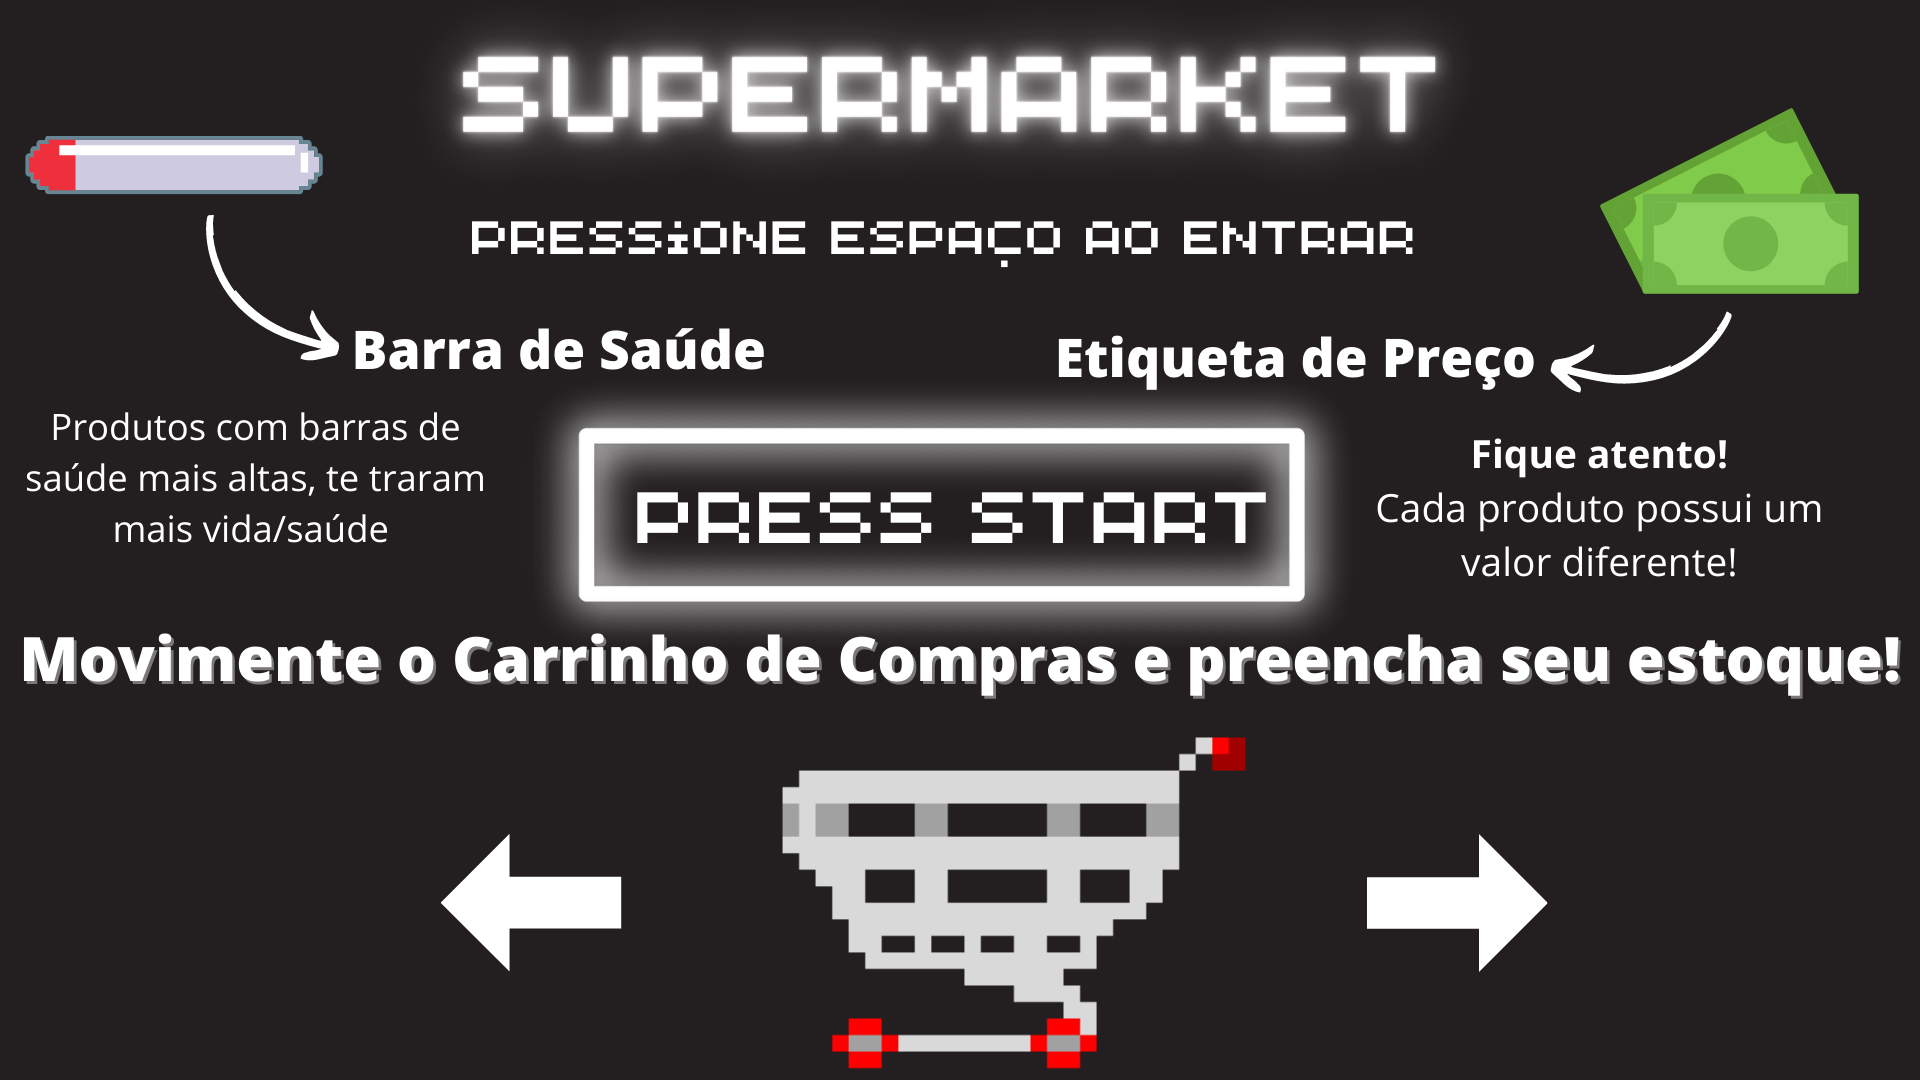 SUPERMARKET
PRESSIONE ESPAÇO AO ENTRAR
Barra de Saúde
Etiqueta de Preço
Produtos com barras de
saúde mais altas, te traram
mais vida/saúde
Fique atento!
Cada produto possui um
valor diferente!
PRESS START
Movimente o Carrinho de Compras e preencha seu estoque!